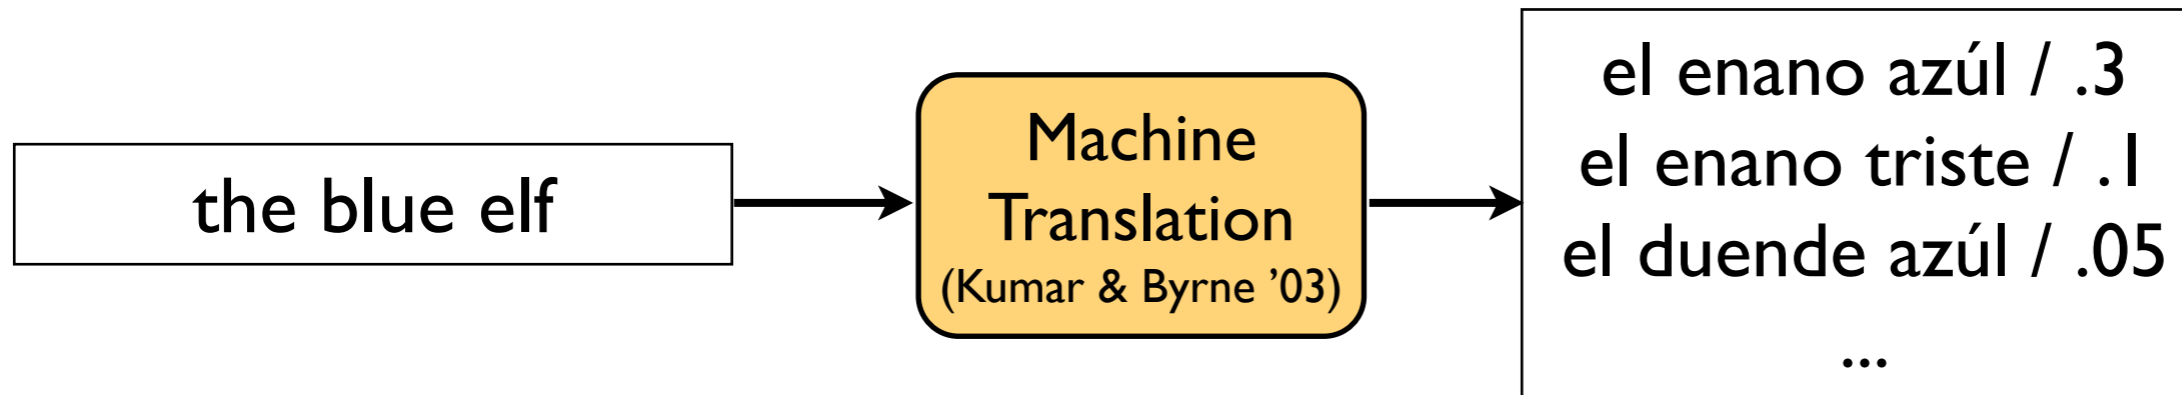 the blue elf
Machine
Translation
(Kumar & Byrne ’03)
el enano azúl / .3
el enano triste / .1
el duende azúl / .05
...